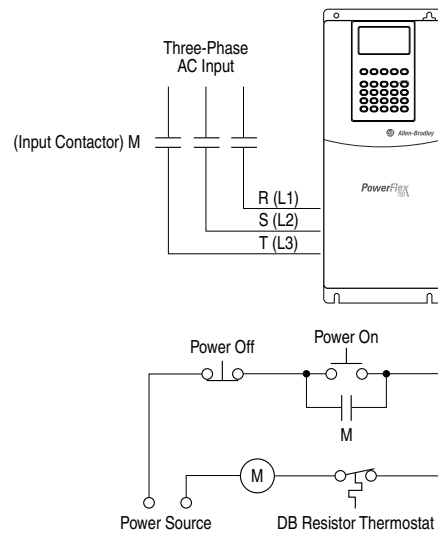 Three-Phase
AC Input
(Input Contactor) M
R (L1)
S (L2)
T (L3)
Allen-Bradley
PowerFlex
Power Off
Power On
M
M
Power Source
DB Resistor Thermostat